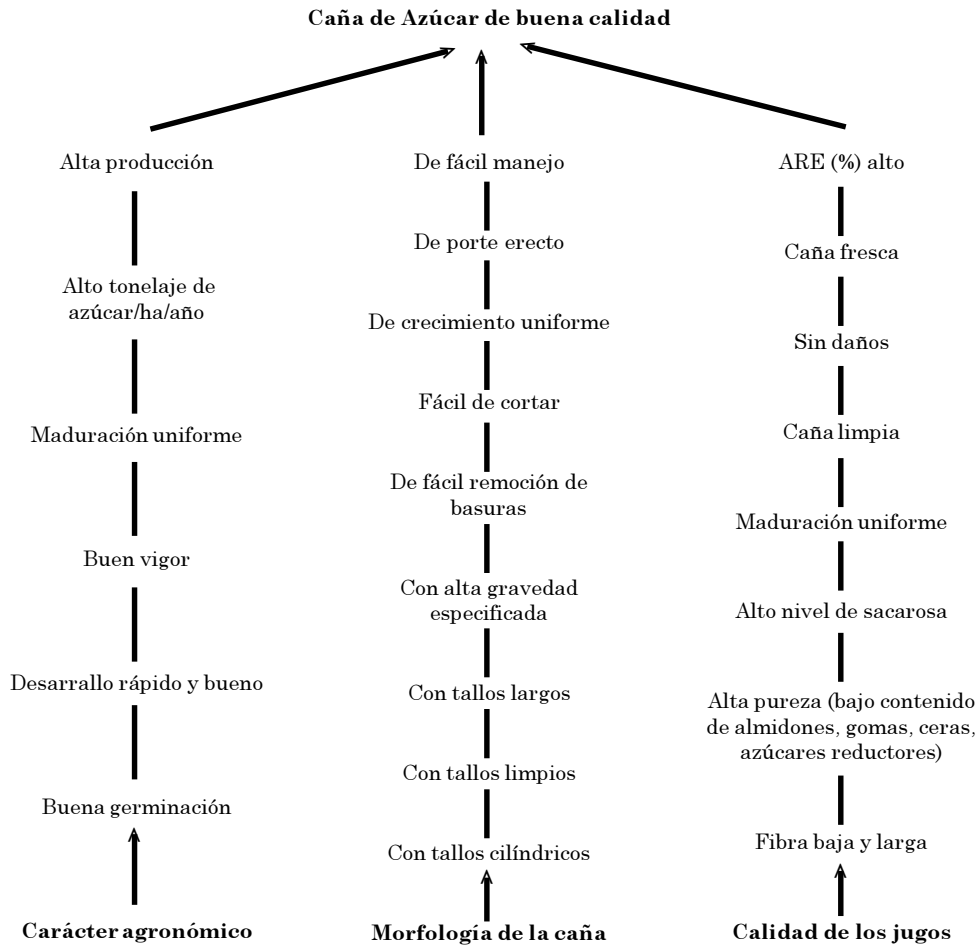 Caña de Azúcar de buena calidad
Alta producción
Alto tonelaje de
azúcar/ha/año
Maduración uniforme
Buen vigor
Desarrallo rápido y bueno
Buena germinación
Carácter agronómico
De fácil manejo
De porte erecto
De crecimiento uniforme
Fácil de cortar
De fácil remoción de
basuras
Con alta gravedad
especificada
Con tallos largos
Con tallos limpios
Con tallos cilíndricos
Morfología de la caña
ARE (%) alto
Caña fresca
Sin daños
Caña limpia
Maduración uniforme
Alto nivel de sacarosa
Alta pureza (bajo contenido
de almidones, gomas, ceras,
azúcares reductores)
Fibra baja y larga
Calidad de los jugos